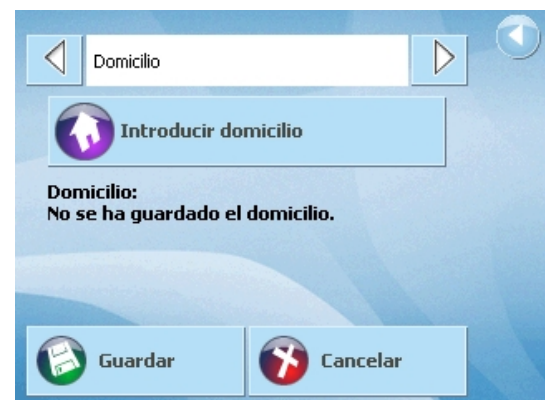 Domicilio
Introducir domicilio
Domicilio:
No se ha guardado el domicilio.
Guardar
Cancelar